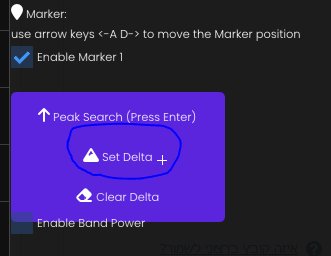 Marker:
use arrow keys <-A D-> to move the Marker position
Enable Marker 1
Peak Search (Press Enter)
Set Delta
Clear Delta
Enable Band Power